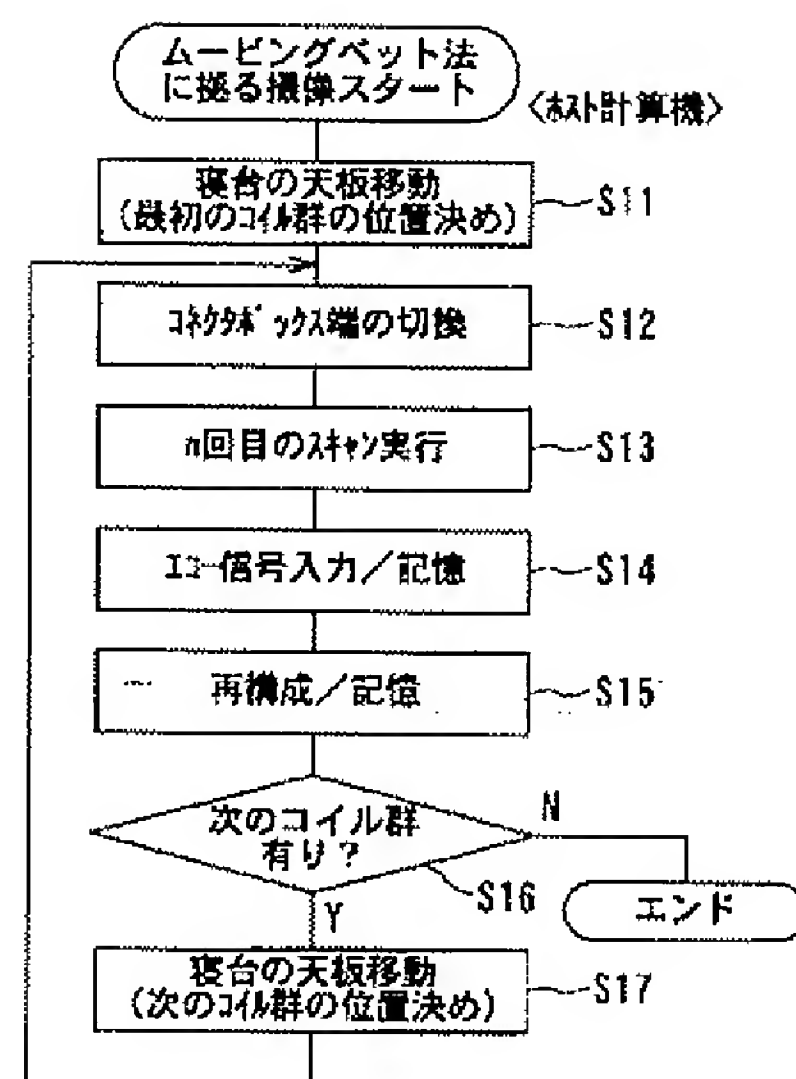 ムービングベット法
に拠る撮像スタート
〈ﾎｽﾄ計算機〉
寝台の天板移動
(最初のｺｲﾙ群の位置決め)
S11
ｺﾈｸﾀﾎﾞｯｸｽ端の切換
S12
n回目のｽｷｬﾝ実行
S13
ｴｺｰ信号入力／記憶
S14
再構成／記憶
S15
次のコイル群
有り？
N
S16
エンド
Y
寝台の天板移動
(次のｺｲﾙ群の位置決め)
S17